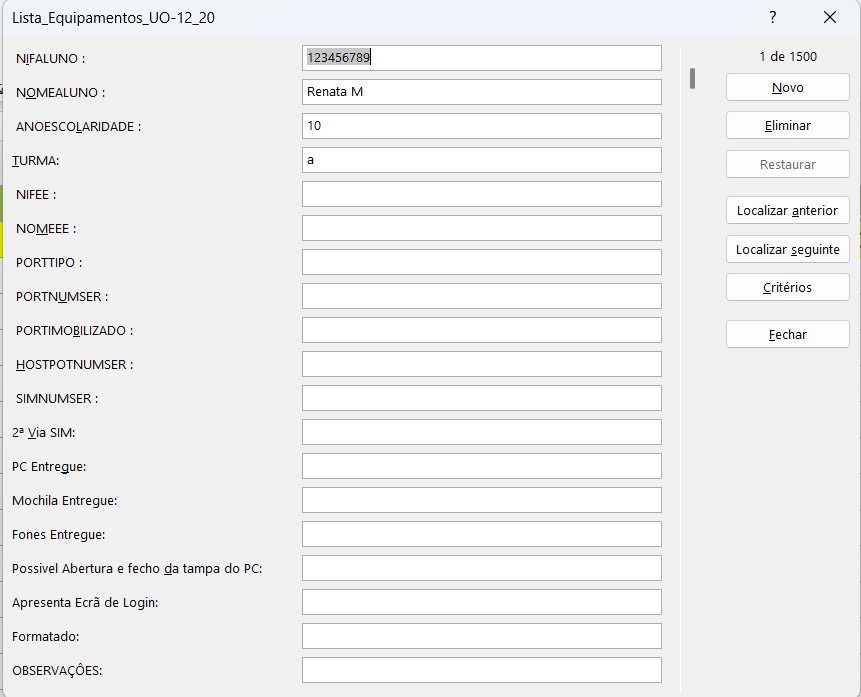 Lista_Equipamentos_UO-12_20 ?
NIFALUNO : 123456789 1 de 1500
Novo
NOMEALUNO : Renata M
ANOESCOLARIDADE : 10 Eliminar
TURMA: a Restaurar
NIFEE :
Localizar anterior
NOMEEE :
Localizar seguinte
PORTTIPO :
PORTNUMSER : Critérios
PORTIMOBILIZADO : Fechar
HOSTPOTNUMSER :
SIMNUMSER :
2ª Via SIM:
PC Entregue:
Mochila Entregue:
Fones Entregue:
Possivel Abertura e fecho da tampa do PC:
Apresenta Ecrã de Login:
Formatado:
OBSERVAÇÔES: